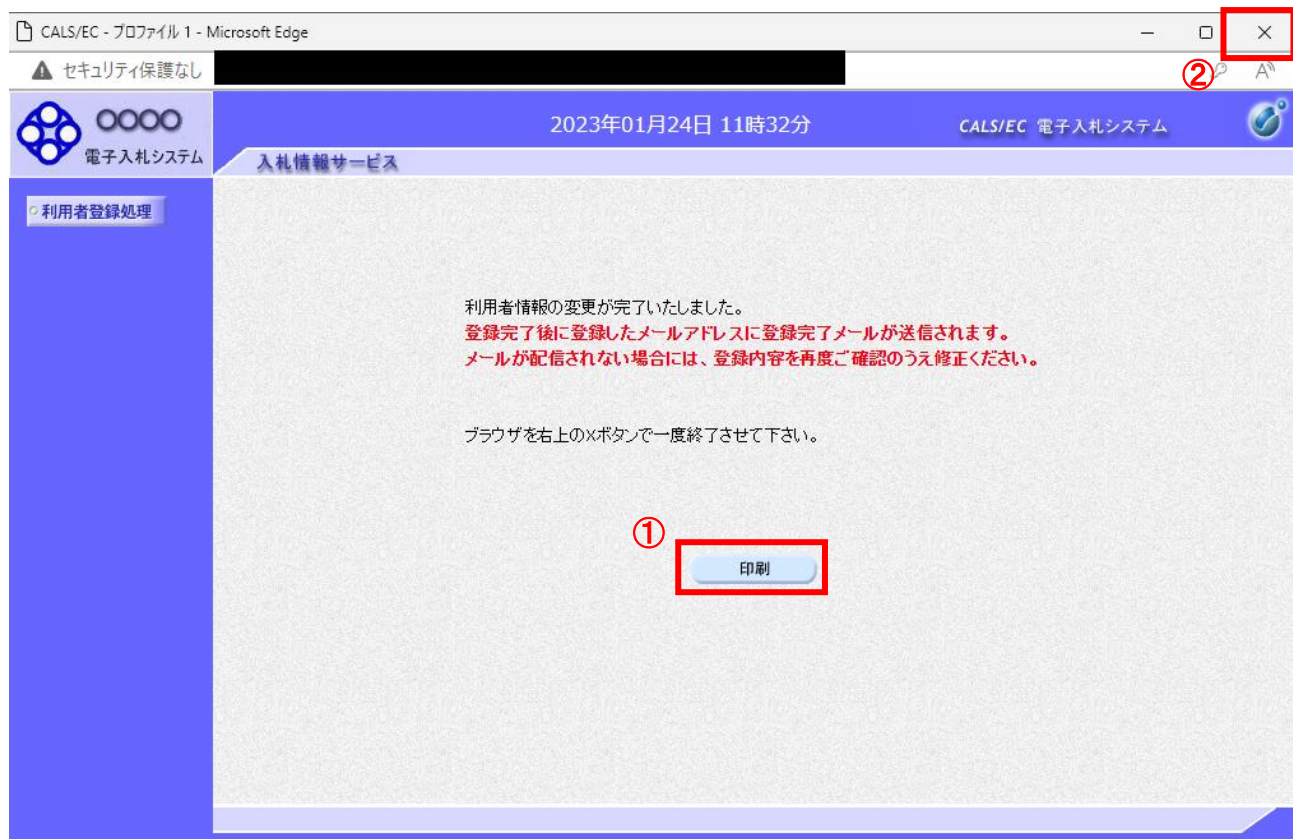 CALS/EC - プロファイル 1 - Microsoft Edge
セキュリティ保護なし
②
OOOO
電子入札システム
2023年01月24日 11時32分
CALS/EC 電子入札システム
入札情報サービス
利用者登録処理
利用者情報の変更が完了いたしました。
登録完了後に登録したメールアドレスに登録完了メールが送信されます。
メールが配信されない場合には、登録内容を再度ご確認のうえ修正ください。
ブラウザを右上の×ボタンで一度終了させて下さい。
①
印刷